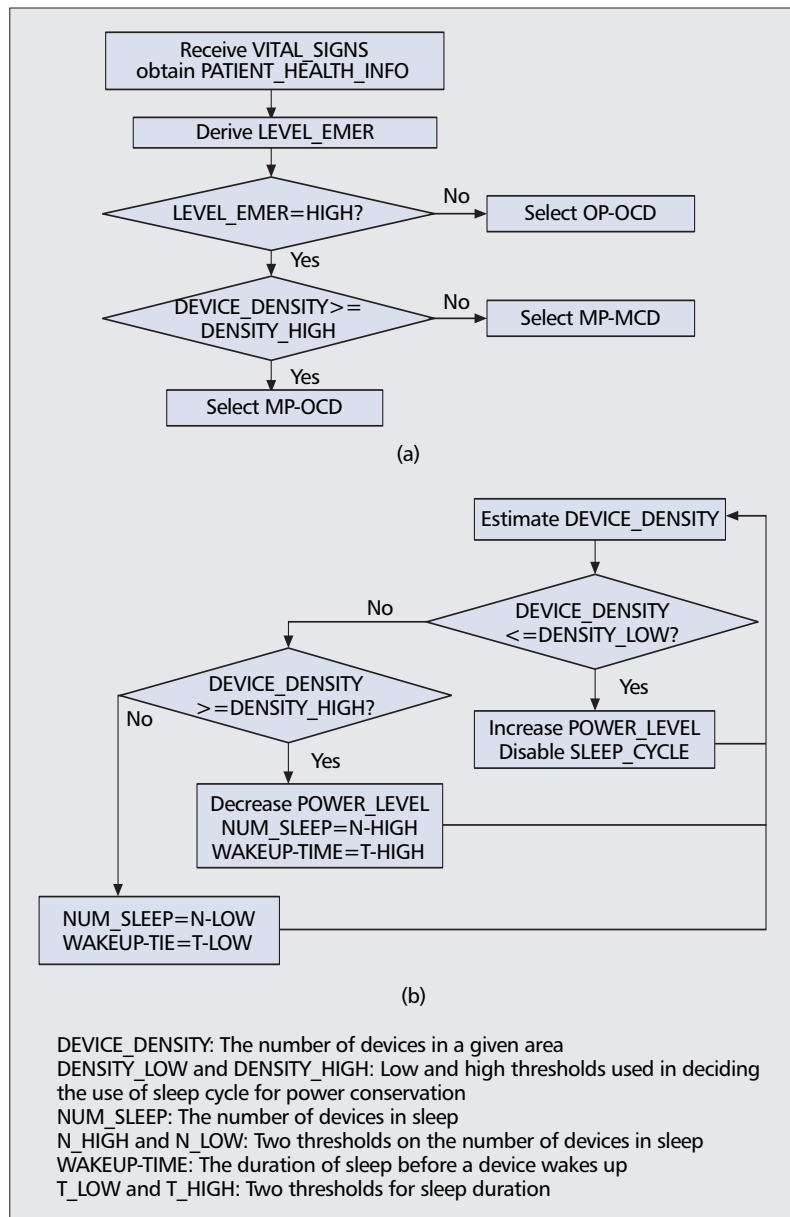 Receive VITAL_SIGNS
obtain PATIENT_HEALTH_INFO
Derive LEVEL_EMER
LEVEL_EMER=HIGH?
No
Select OP-OCD
Yes
DEVICE_DENSITY>=
DENSITY_HIGH
No
Select MP-MCD
Yes
Select MP-OCD
(a)
Estimate DEVICE_DENSITY
No
DEVICE_DENSITY
<=DENSITY_LOW?
DEVICE_DENSITY
>=DENSITY_HIGH?
No
Yes
Increase POWER_LEVEL
Disable SLEEP_CYCLE
Yes
Decrease POWER_LEVEL
NUM_SLEEP=N-HIGH
WAKEUP-TIME=T-HIGH
NUM_SLEEP=N-LOW
WAKEUP-TIE=T-LOW
(b)
DEVICE_DENSITY: The number of devices in a given area
DENSITY_LOW and DENSITY_HIGH: Low and high thresholds used in deciding
the use of sleep cycle for power conservation
NUM_SLEEP: The number of devices in sleep
N_HIGH and N_LOW: Two thresholds on the number of devices in sleep
WAKEUP-TIME: The duration of sleep before a device wakes up
T_LOW and T_HIGH: Two thresholds for sleep duration